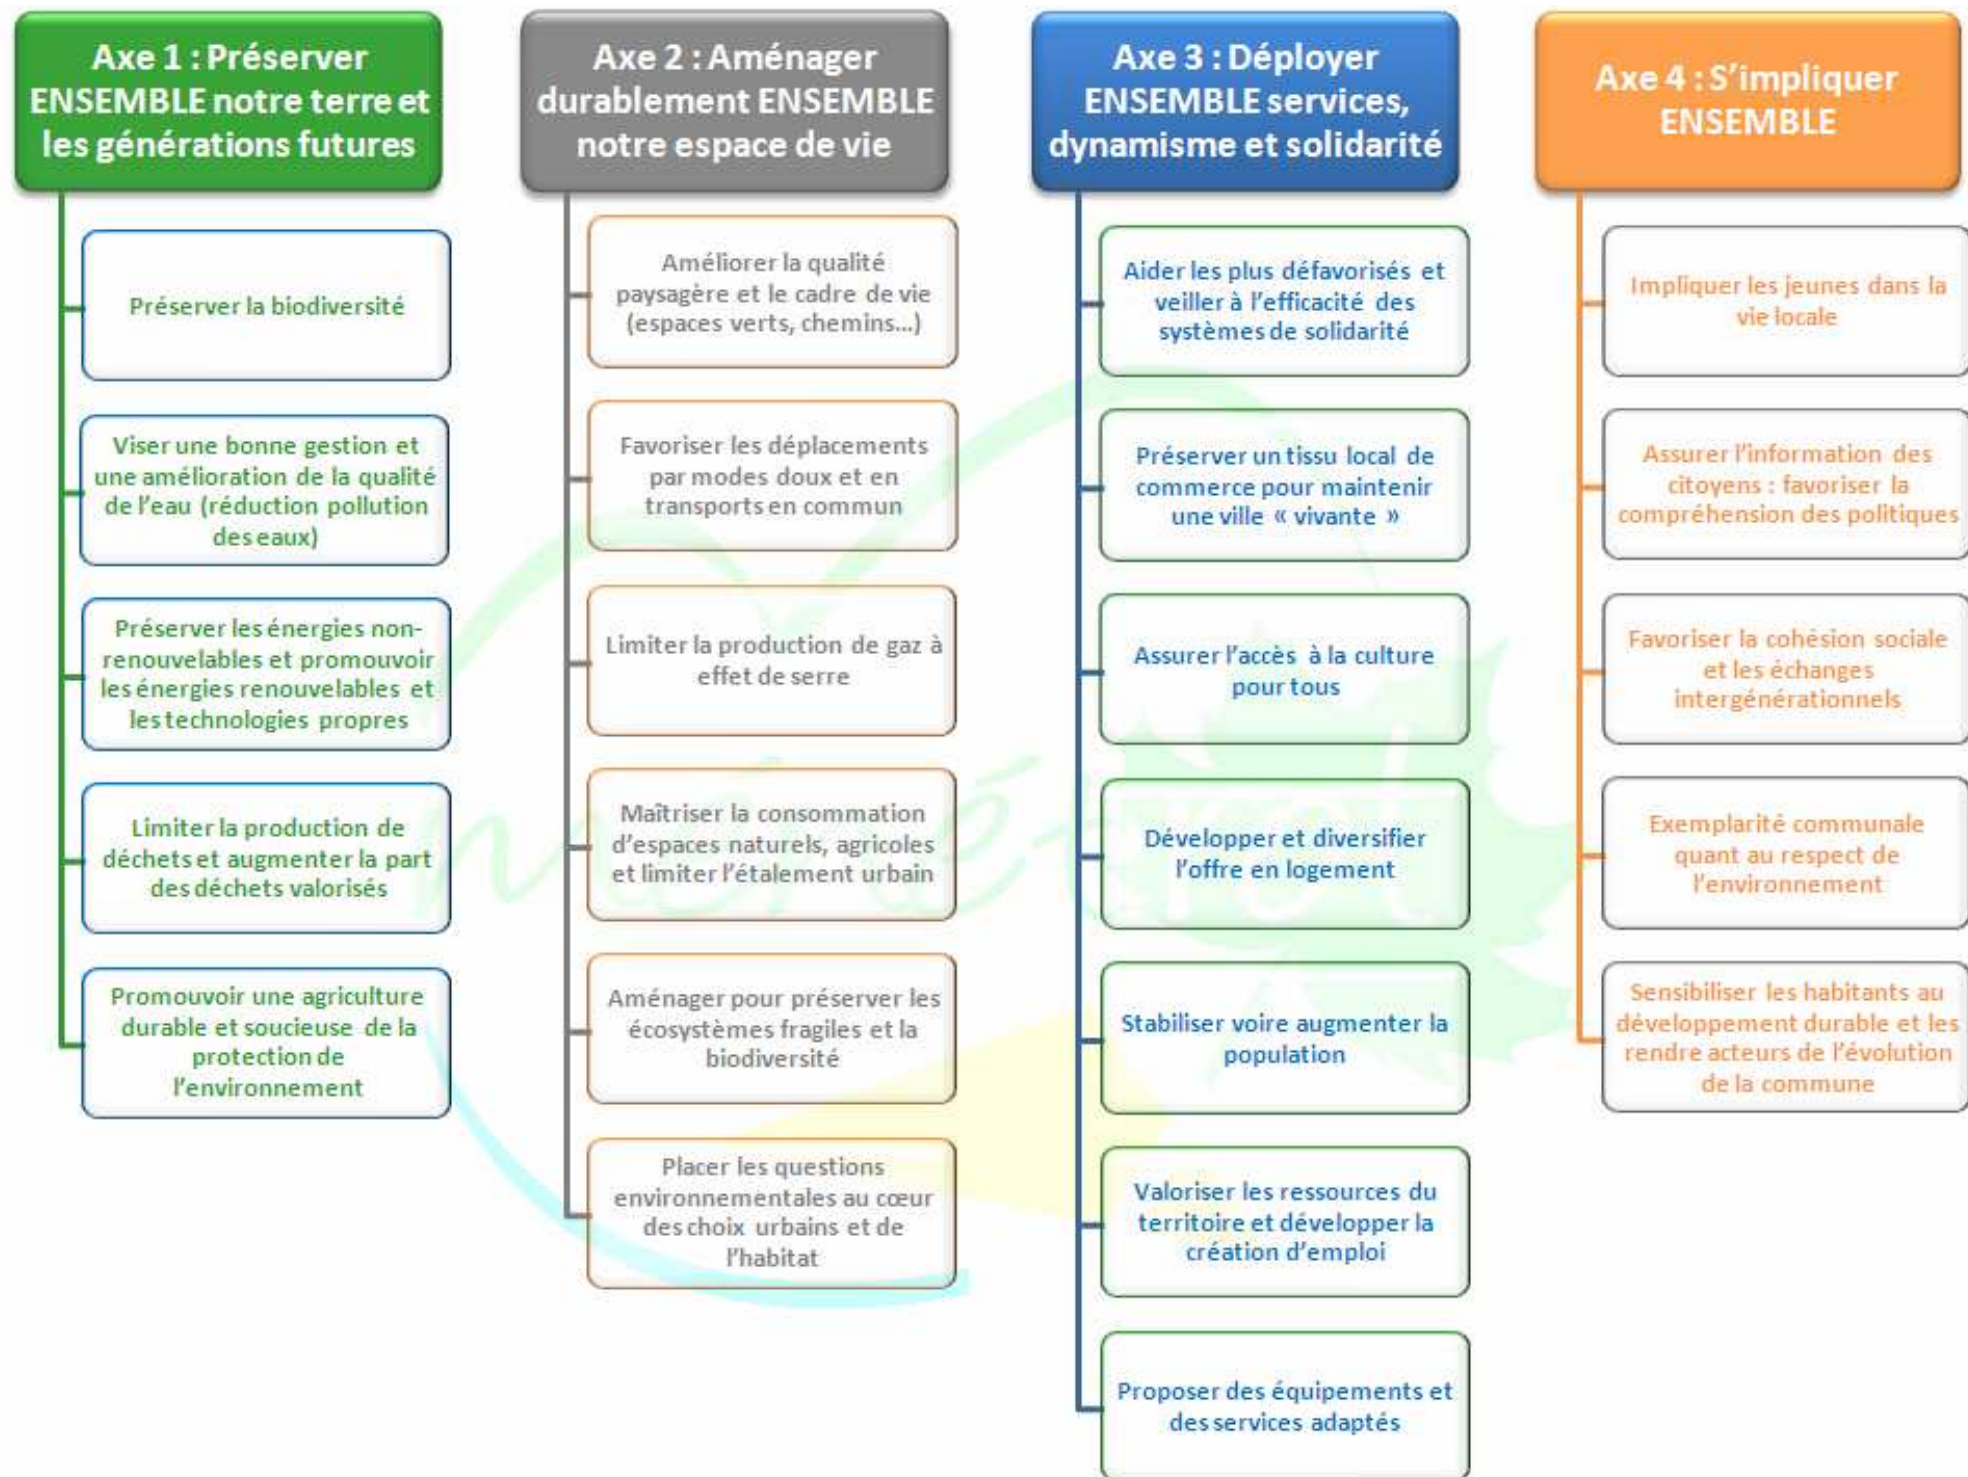 Axe 1 : Préserver
ENSEMBLE notre terre et
les générations futures
Préserver la biodiversité
Viser une bonne gestion et
une amélioration de la qualité
de l'eau (réduction pollution
des eaux)
Préserver les énergies non-
renouvelables et promouvoir
les énergies renouvelables et
les technologies propres
Limiter la production de
déchets et augmenter la part
des déchets valorisés
Promouvoir une agriculture
durable et soucieuse de la
protection de
l'environnement
Axe 2 : Aménager
durablement ENSEMBLE
notre espace de vie
Améliorer la qualité
paysagère et le cadre de vie
(espaces verts, chemins…)
Favoriser les déplacements
par modes doux et en
transports en commun
Limiter la production de gaz à
effet de serre
Maîtriser la consommation
d'espaces naturels, agricoles
et limiter l'étalement urbain
Aménager pour préserver les
écosystèmes fragiles et la
biodiversité
Placer les questions
environnementales au cœur
des choix urbains et de
l'habitat
Axe 3 : Déployer
ENSEMBLE services,
dynamisme et solidarité
Aider les plus défavorisés et
veiller à l'efficacité des
systèmes de solidarité
Préserver un tissu local de
commerce pour maintenir
une ville « vivante »
Assurer l'accès à la culture
pour tous
Développer et diversifier
l'offre en logement
Stabiliser voire augmenter la
population
Valoriser les ressources du
territoire et développer la
création d'emploi
Proposer des équipements et
des services adaptés
Axe 4 : S'impliquer
ENSEMBLE
Impliquer les jeunes dans la
vie locale
Assurer l'information des
citoyens : favoriser la
compréhension des politiques
Favoriser la cohésion sociale
et les échanges
intergénérationnels
Exemplarité communale
quant au respect de
l'environnement
Sensibiliser les habitants au
développement durable et les
rendre acteurs de l'évolution
de la commune